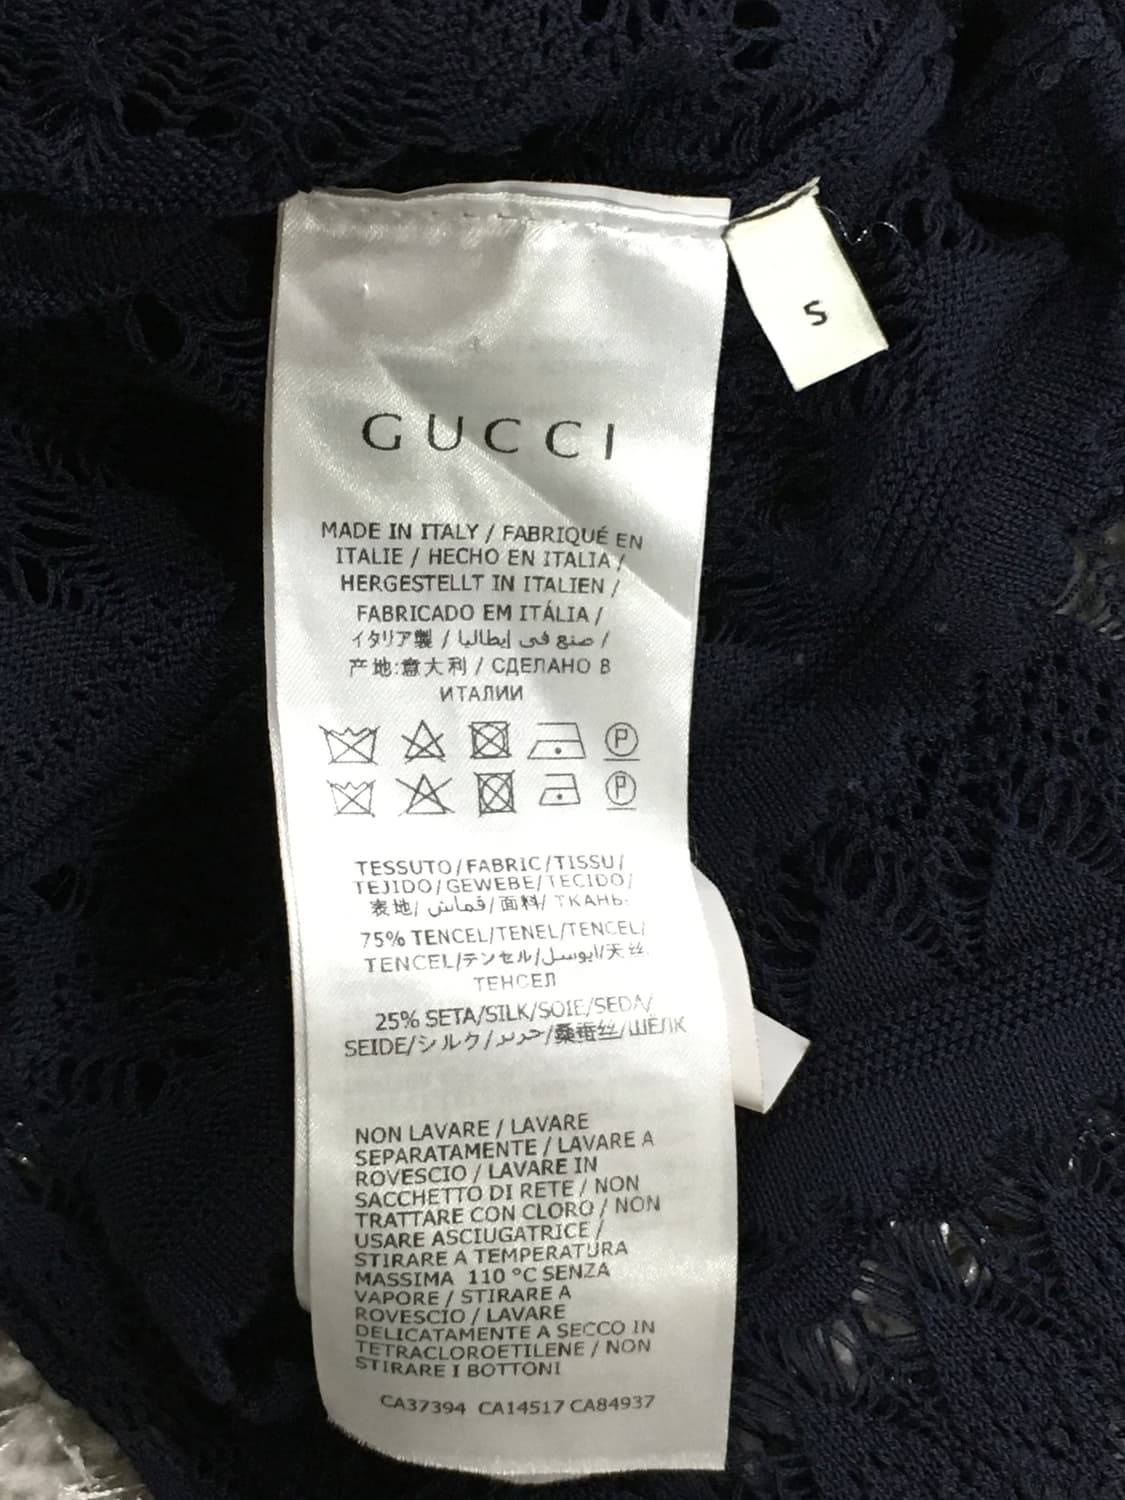 S
GUCCI
MADE IN ITALY / FABRIQUÉ EN
ITALIE / HECHO EN ITALIA /
HERGESTELLT IN ITALIEN /
FABRICADO EM ITÁLIA /
イタリア製 / صنع في إيطاليا /
产地:意大利 / СДЕЛАНО В
ИТАЛИИ
P
P
TESSUTO/FABRIC/TISSU/
TEJIDO/GEWEBE/TECIDO/
表地/ قماش/面料/ ТКАНЬ:
75% TENCEL/TENEL/TENCEL/
TENCEL/テンセル/ايوسل/天丝
ТЕНСЕЛ
25% SETA/SILK/SOIE/SEDA/
SEIDE/シルク/حرير/桑蚕丝/ШЁЛК
NON LAVARE / LAVARE
SEPARATAMENTE / LAVARE A
ROVESCIO / LAVARE IN
SACCHETTO DI RETE / NON
TRATTARE CON CLORO / NON
USARE ASCIUGATRICE /
STIRARE A TEMPERATURA
MASSIMA 110 °C SENZA
VAPORE / STIRARE A
ROVESCIO / LAVARE
DELICATAMENTE A SECCO IN
TETRACLOROETILENE / NON
STIRARE I BOTTONI
CA37394 CA14517 CA84937